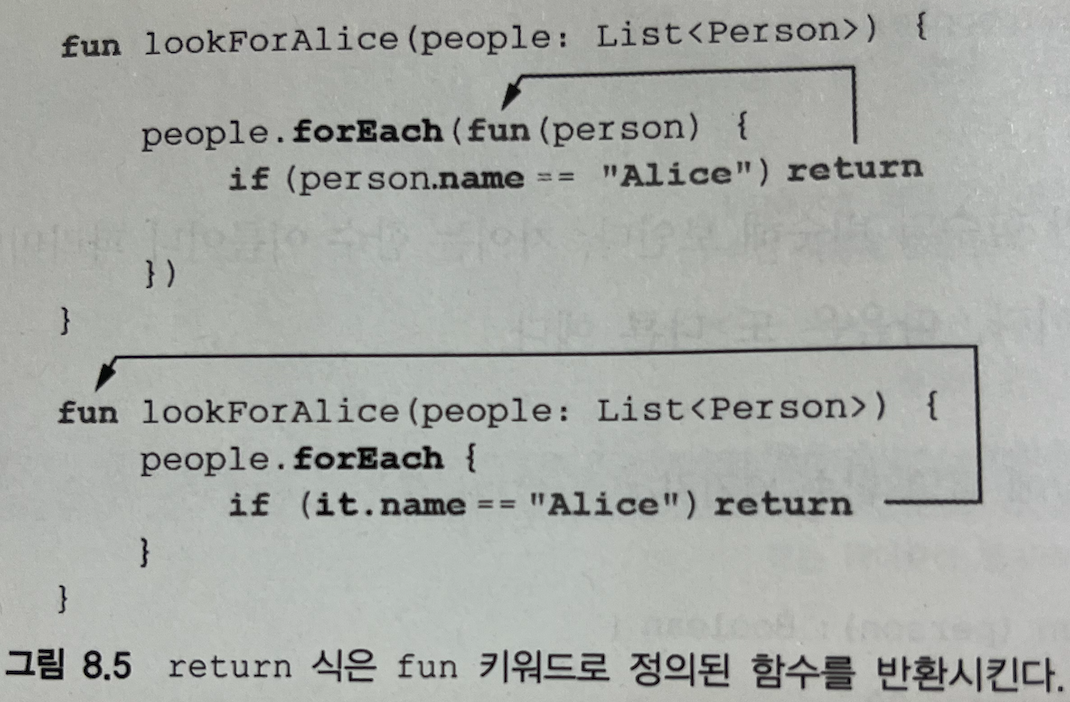 fun lookForAlice(people: List<Person>) {
people.forEach(fun(person) {
if (person.name == "Alice") return
})
}
fun lookForAlice(people: List<Person>) {
people.forEach {
if (it.name == "Alice") return
}
}
그림 8.5 return 식은 fun 키워드로 정의된 함수를 반환시킨다.